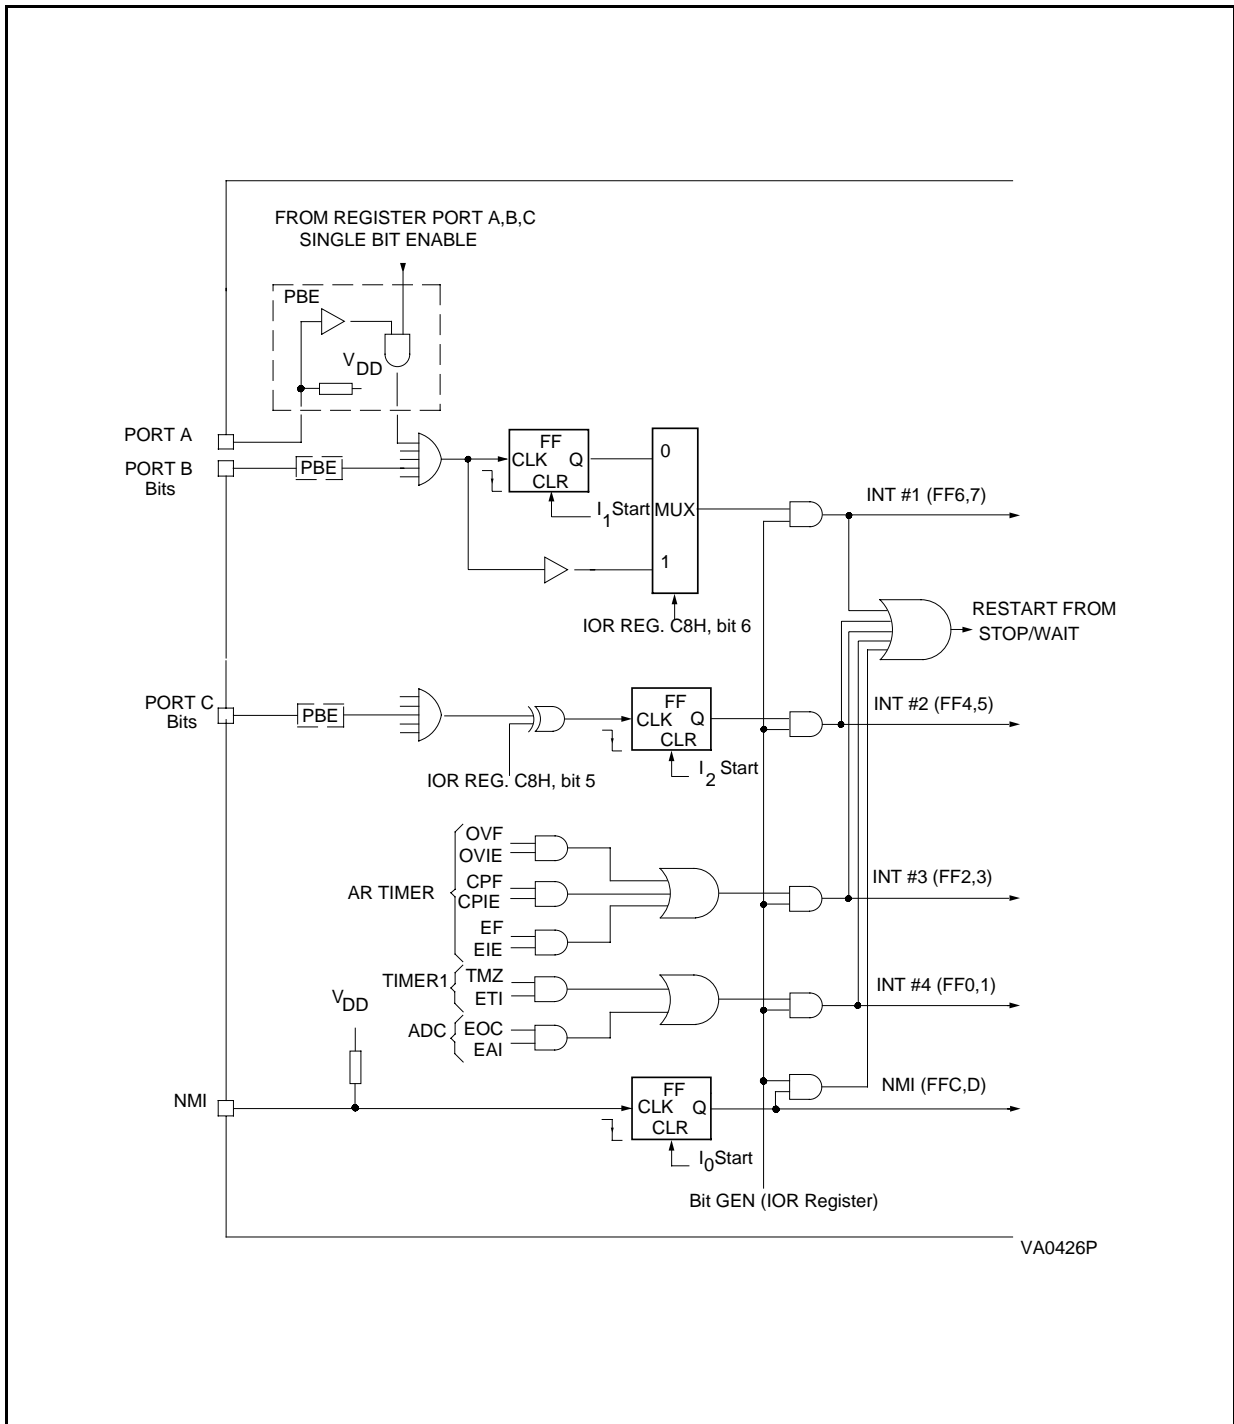 FROM REGISTER PORT A,B,C
SINGLE BIT ENABLE
PBE
VDD
PORT A
PORT B
Bits
PBE
FF
CLK Q
CLR
I1Start
0
MUX
1
IOR REG. C8H, bit 6
INT #1 (FF6,7)
RESTART FROM
STOP/WAIT
PORT C
Bits
PBE
IOR REG. C8H, bit 5
FF
CLK Q
CLR
I2 Start
INT #2 (FF4,5)
AR TIMER
OVF
OVIE
CPF
CPIE
EF
EIE
INT #3 (FF2,3)
TIMER1
TMZ
ETI
ADC
EOC
EAI
INT #4 (FF0,1)
VDD
NMI
FF
CLK Q
CLR
I0Start
NMI (FFC,D)
Bit GEN (IOR Register)
VA0426P